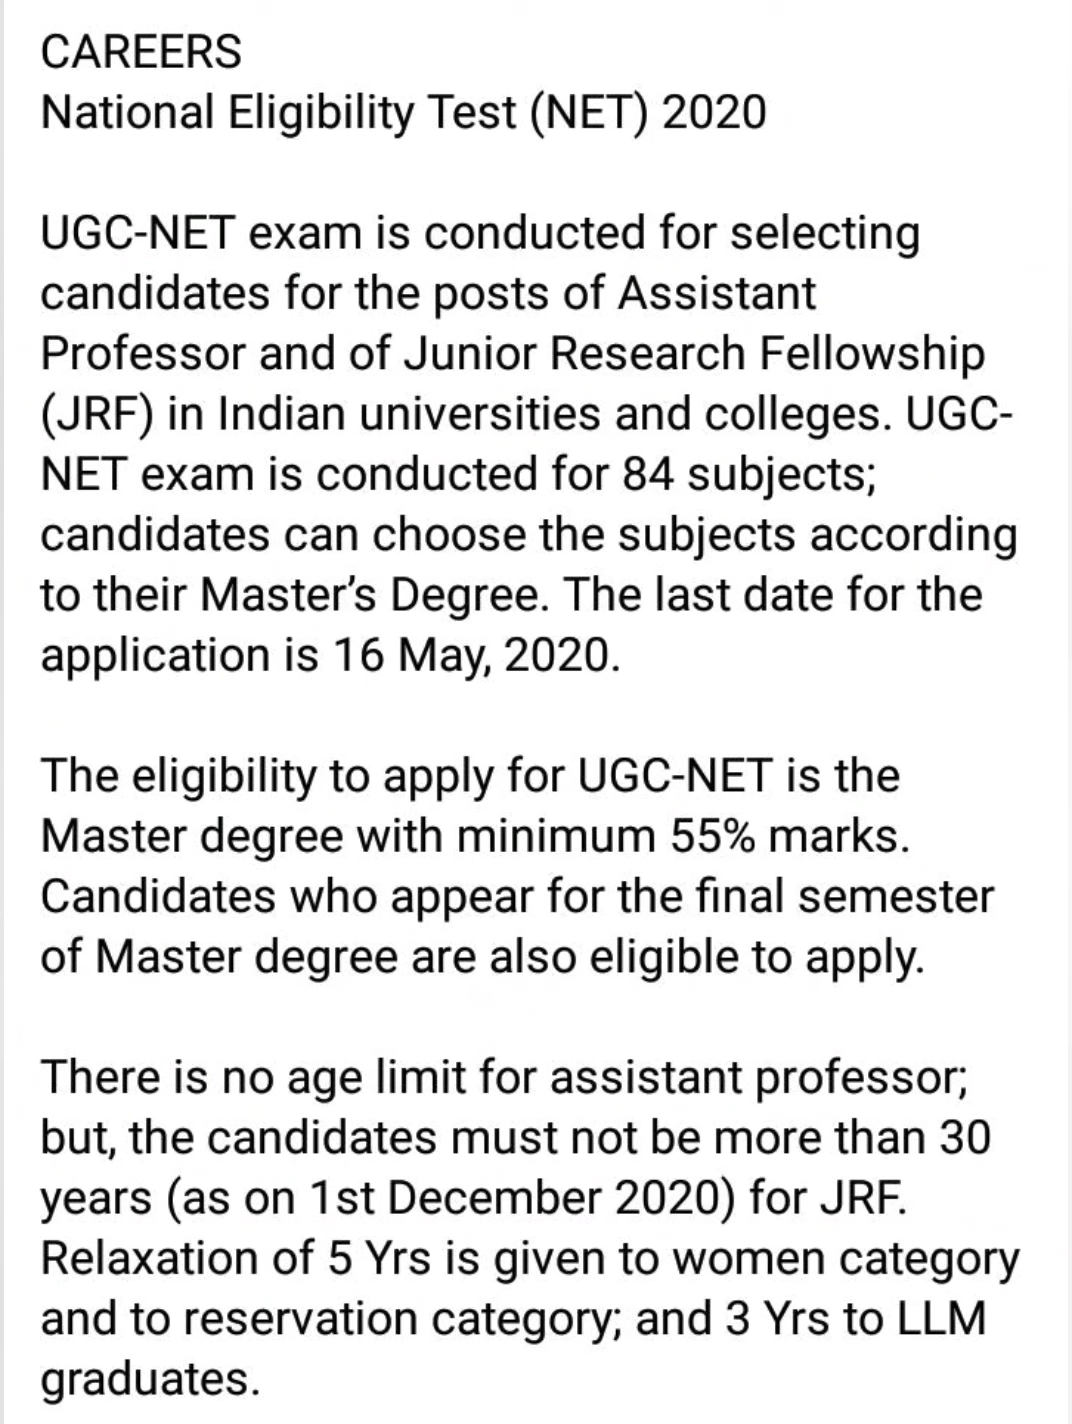 CAREERS
National Eligibility Test (NET) 2020
UGC-NET exam is conducted for selecting
candidates for the posts of Assistant
Professor and of Junior Research Fellowship
(JRF) in Indian universities and colleges. UGC-
NET exam is conducted for 84 subjects;
candidates can choose the subjects according
to their Master’s Degree. The last date for the
application is 16 May, 2020.
The eligibility to apply for UGC-NET is the
Master degree with minimum 55% marks.
Candidates who appear for the final semester
of Master degree are also eligible to apply.
There is no age limit for assistant professor;
but, the candidates must not be more than 30
years (as on 1st December 2020) for JRF.
Relaxation of 5 Yrs is given to women category
and to reservation category; and 3 Yrs to LLM
graduates.